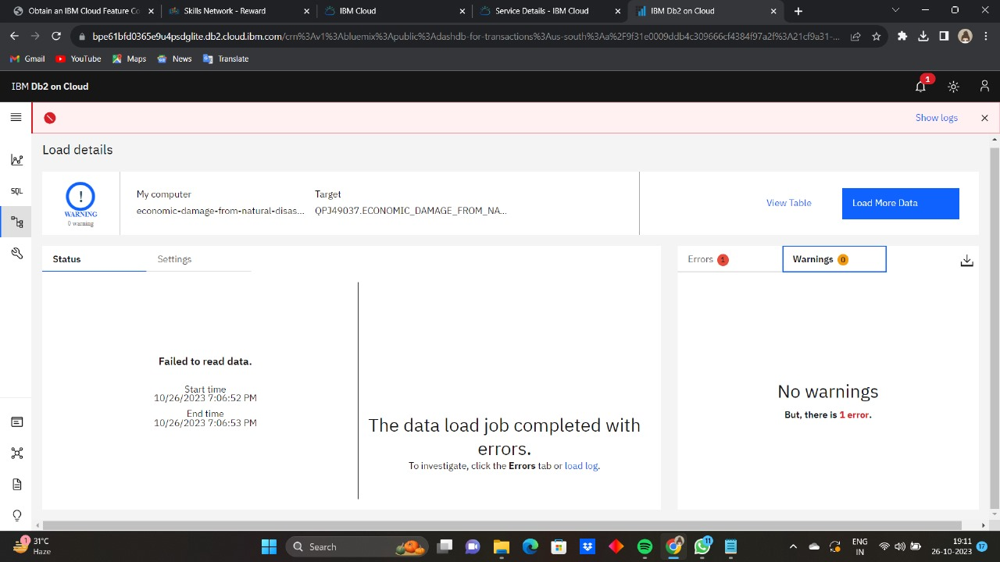 Obtain an IBM Cloud Feature Co
Skills Network - Reward
IBM Cloud
Service Details - IBM Cloud
IBM Db2 on Cloud
bpe61bfd0365e9u4psdglite.db2.cloud.ibm.com/crn%3Av1%3Abluemix%3Apublic%3Adashdb-for-transactions%3Aus-south%3Aa%2F9f31e0009ddb4c309666cf4384f97a2f%3A21cf9a31-...
Gmail
YouTube
Maps
News
Translate
IBM Db2 on Cloud
1
Show logs
Load details
!
WARNING
0 warning
My computer
economic-damage-from-natural-disas...
Target
QPJ49037.ECONOMIC_DAMAGE_FROM_NA...
View Table
Load More Data
SQL
Status
Settings
Errors 1
Warnings 0
Failed to read data.
Start time
10/26/2023 7:06:52 PM
End time
10/26/2023 7:06:53 PM
The data load job completed with
errors.
To investigate, click the Errors tab or load log.
No warnings
But, there is 1 error.
1
31°C
Haze
Search
11
ENG
IN
19:11
26-10-2023
17